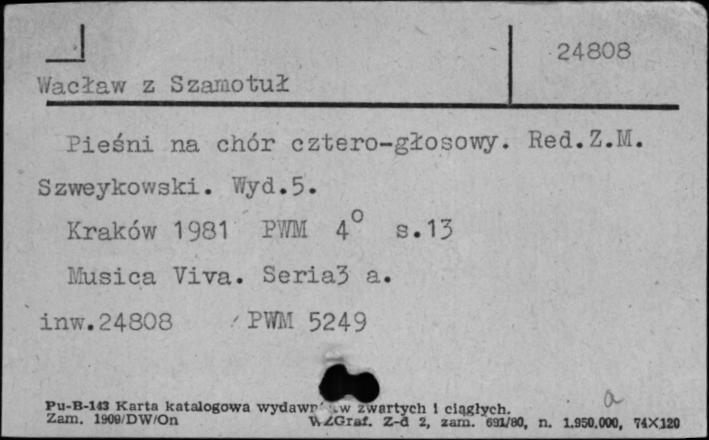 24808
Wacław z Szamotuł
Pieśni na chór cztero-głosowy. Red.Z.M.
Szweykowski. Wyd.5.
Kraków 1981 PWM 4° s.13
Musica Viva. Seria3 a.
inw.24808 PWM 5249
a
Pu-B-143 Karta katalogowa zwartych i ciągłych.
Zam. 1909/DW/On WZGraf. Z-d 2, zam. 691/80, n. 1.950.000, 74X120